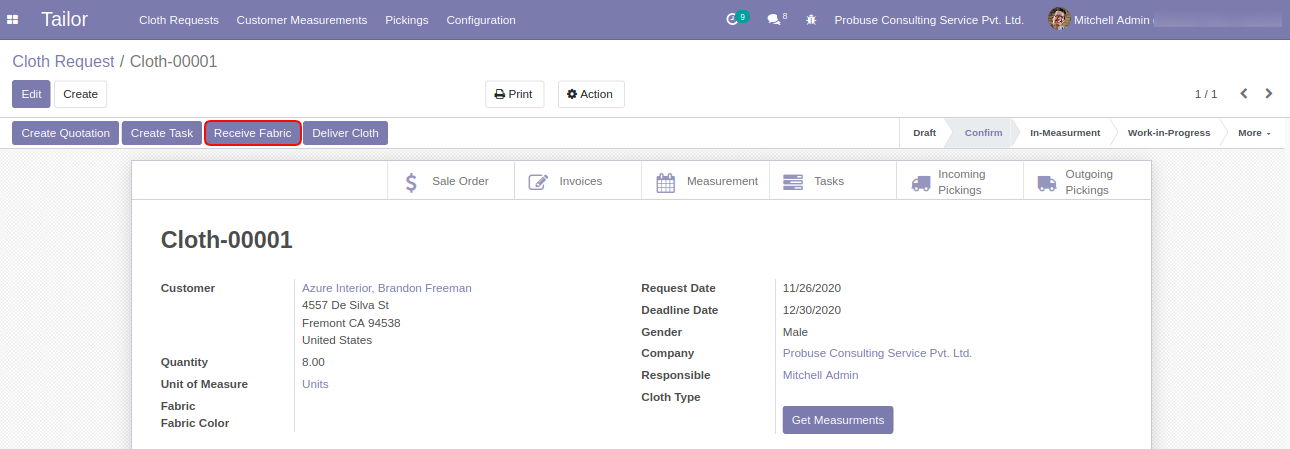 Tailor Cloth Requests Customer Measurements Pickings Configuration 9 8 Probuse Consulting Service Pvt. Ltd. Mitchell Admin
Cloth Request / Cloth-00001
Edit Create Print Action 1 / 1
Create Quotation Create Task Receive Fabric Deliver Cloth Draft Confirm In-Measurment Work-in-Progress More
Sale Order Invoices Measurement Tasks Incoming Pickings Outgoing Pickings
Cloth-00001
Customer Azure Interior, Brandon Freeman
4557 De Silva St
Fremont CA 94538
United States
Quantity 8.00
Unit of Measure Units
Fabric
Fabric Color
Request Date 11/26/2020
Deadline Date 12/30/2020
Gender Male
Company Probuse Consulting Service Pvt. Ltd.
Responsible Mitchell Admin
Cloth Type
Get Measurments